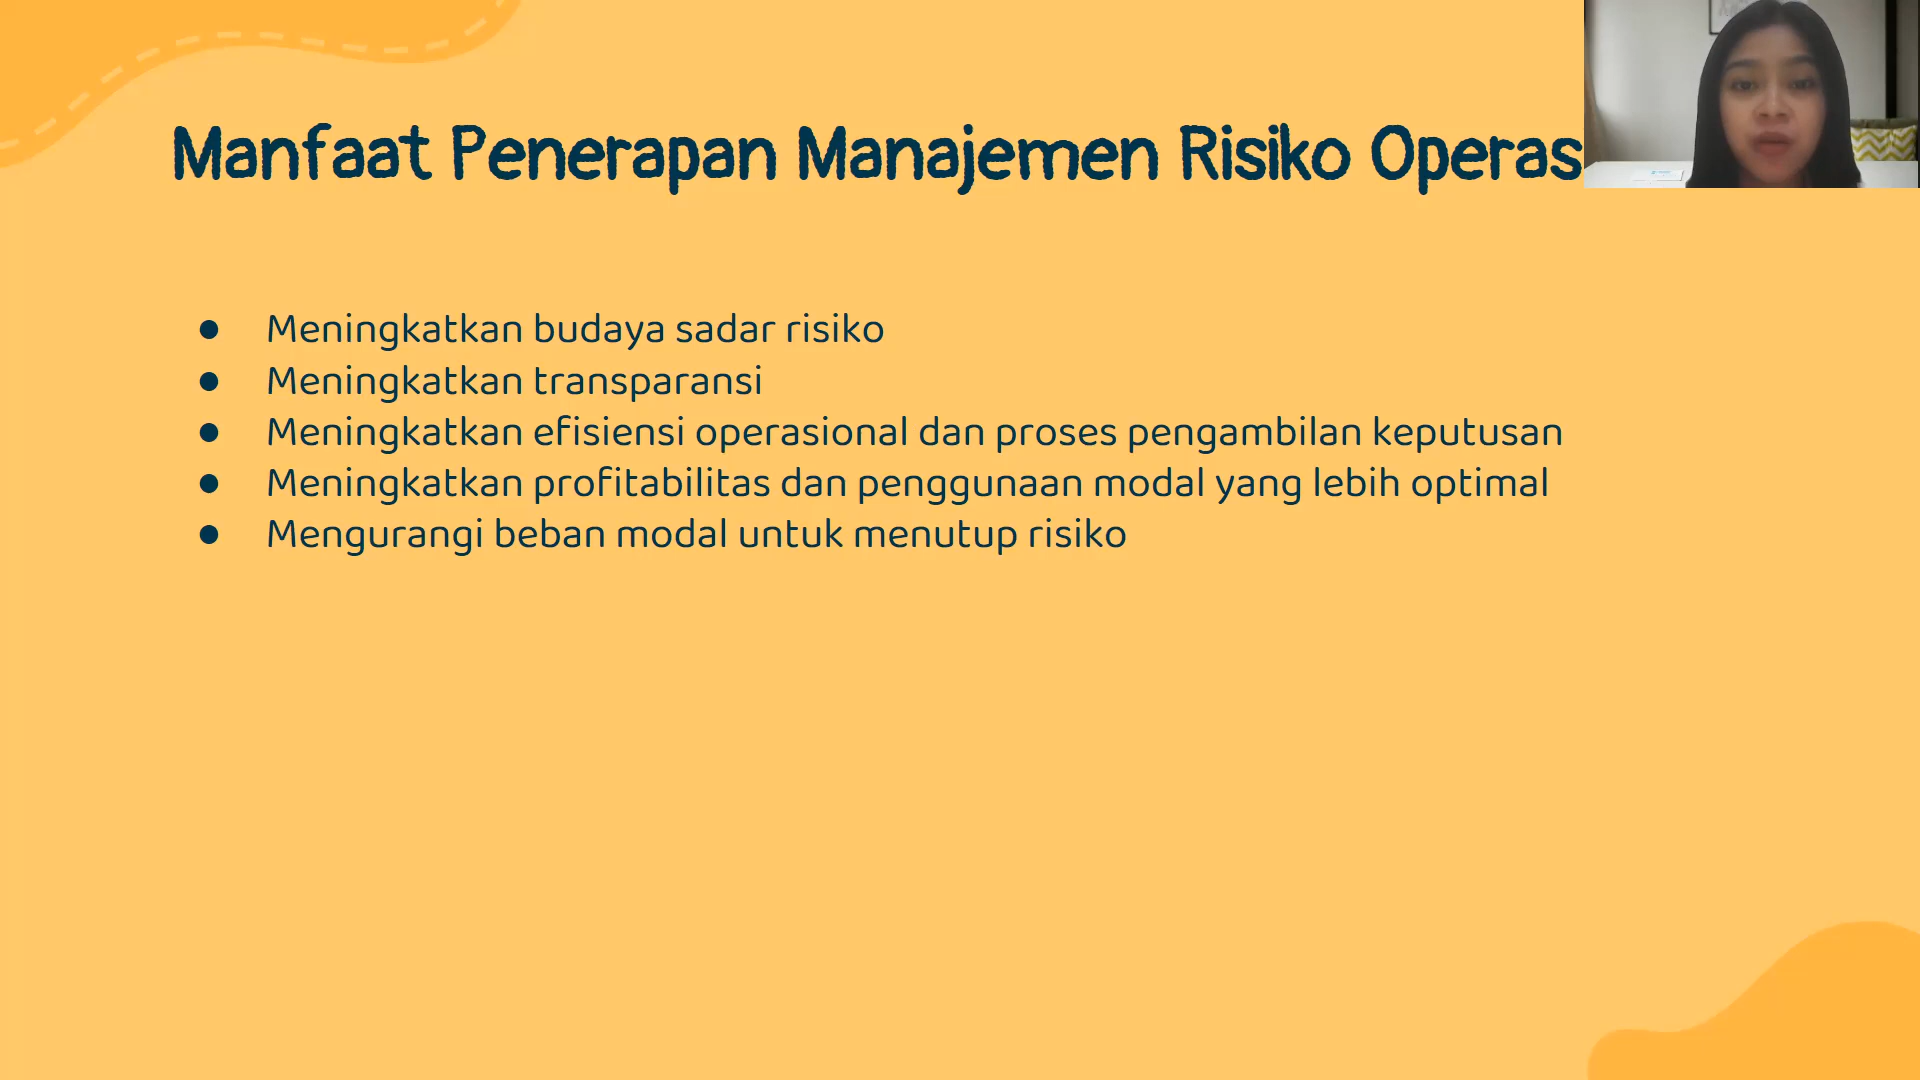 Manfaat Penerapan Manajemen Risiko Operas
● Meningkatkan budaya sadar risiko
● Meningkatkan transparansi
● Meningkatkan efisiensi operasional dan proses pengambilan keputusan
● Meningkatkan profitabilitas dan penggunaan modal yang lebih optimal
● Mengurangi beban modal untuk menutup risiko